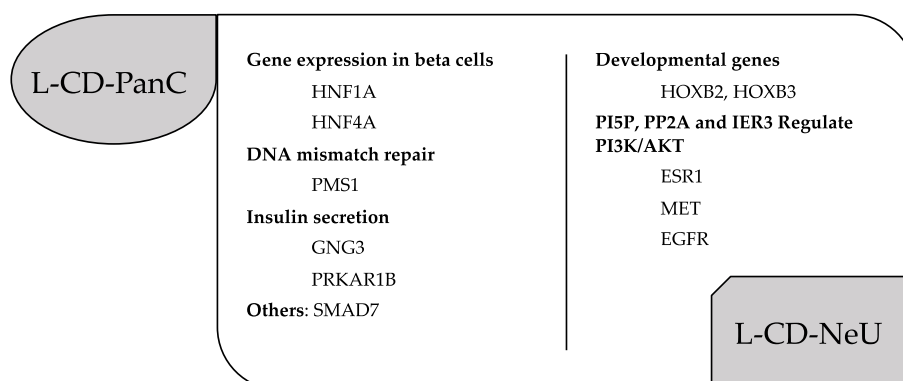 L-CD-PanC
Gene expression in beta cells
HNF1A
HNF4A
DNA mismatch repair
PMS1
Insulin secretion
GNG3
PRKAR1B
Others: SMAD7
Developmental genes
HOXB2, HOXB3
PI5P, PP2A and IER3 Regulate
PI3K/AKT
ESR1
MET
EGFR
L-CD-NeU